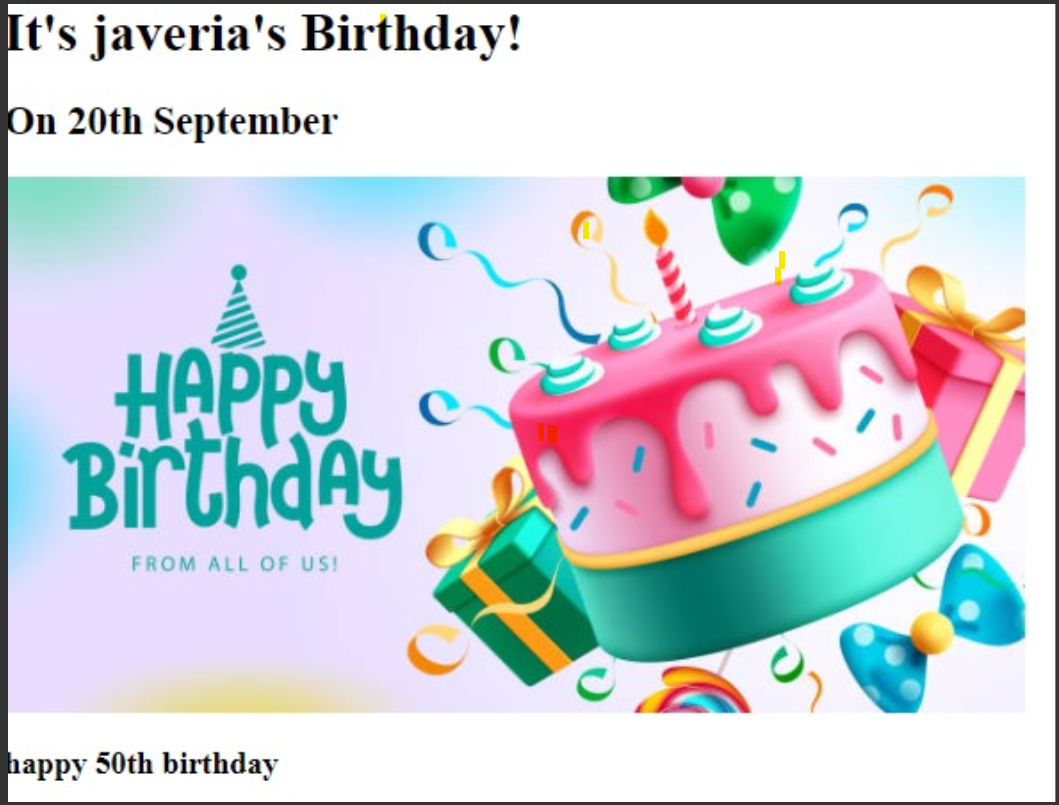 It's javeria's Birthday!
On 20th September
HAPPY
BirthdAy
FROM ALL OF US!
happy 50th birthday